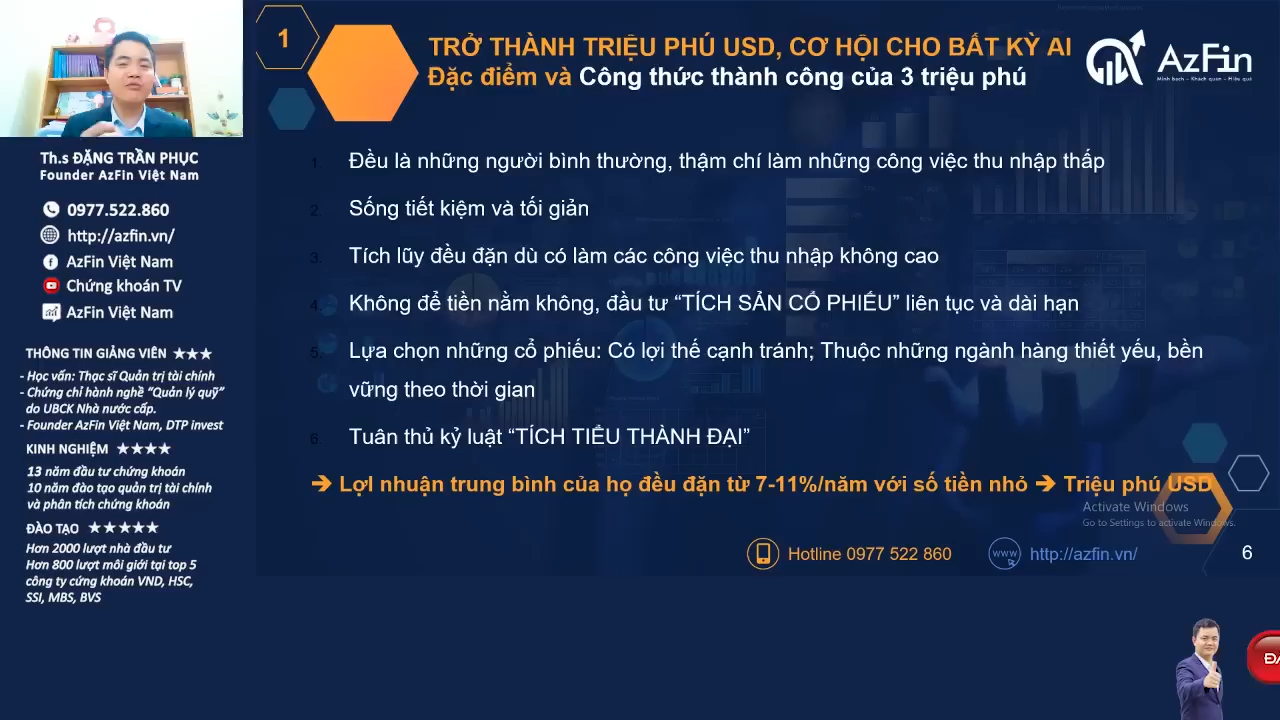 1
TRỞ THÀNH TRIỆU PHÚ USD, CƠ HỘI CHO BẤT KỲ AI
Đặc điểm và Công thức thành công của 3 triệu phú
AzFin
Minh bạch - Khách quan - Hiệu quả
Th.s ĐẶNG TRẦN PHỤC
Founder AzFin Việt Nam
0977.522.860
http://azfin.vn/
AzFin Việt Nam
Chứng khoán TV
AzFin Việt Nam
THÔNG TIN GIẢNG VIÊN ★★★
- Học vấn: Thạc sĩ Quản trị tài chính
- Chứng chỉ hành nghề “Quản lý quỹ”
do UBCK Nhà nước cấp.
- Founder AzFin Việt Nam, DTP invest
KINH NGHIỆM ★★★★
13 năm đầu tư chứng khoán
10 năm đào tạo quản trị tài chính
và phân tích chứng khoán
ĐÀO TẠO ★★★★★
Hơn 2000 lượt nhà đầu tư
Hơn 800 lượt môi giới tại top 5
công ty cứng khoán VND, HSC,
SSI, MBS, BVS
1. Đều là những người bình thường, thậm chí làm những công việc thu nhập thấp
2. Sống tiết kiệm và tối giản
3. Tích lũy đều đặn dù có làm các công việc thu nhập không cao
4. Không để tiền nằm không, đầu tư “TÍCH SẢN CỔ PHIẾU” liên tục và dài hạn
5. Lựa chọn những cổ phiếu: Có lợi thế cạnh tránh; Thuộc những ngành hàng thiết yếu, bền
vững theo thời gian
6. Tuân thủ kỷ luật “TÍCH TIỂU THÀNH ĐẠI”
➔ LợI nhuận trung bình của họ đều đặn từ 7-11%/năm với số tiền nhỏ ➔ Triệu phú USD
Activate Windows
Go to Settings to activate Windows.
Hotline 0977 522 860
www
http://azfin.vn/
6